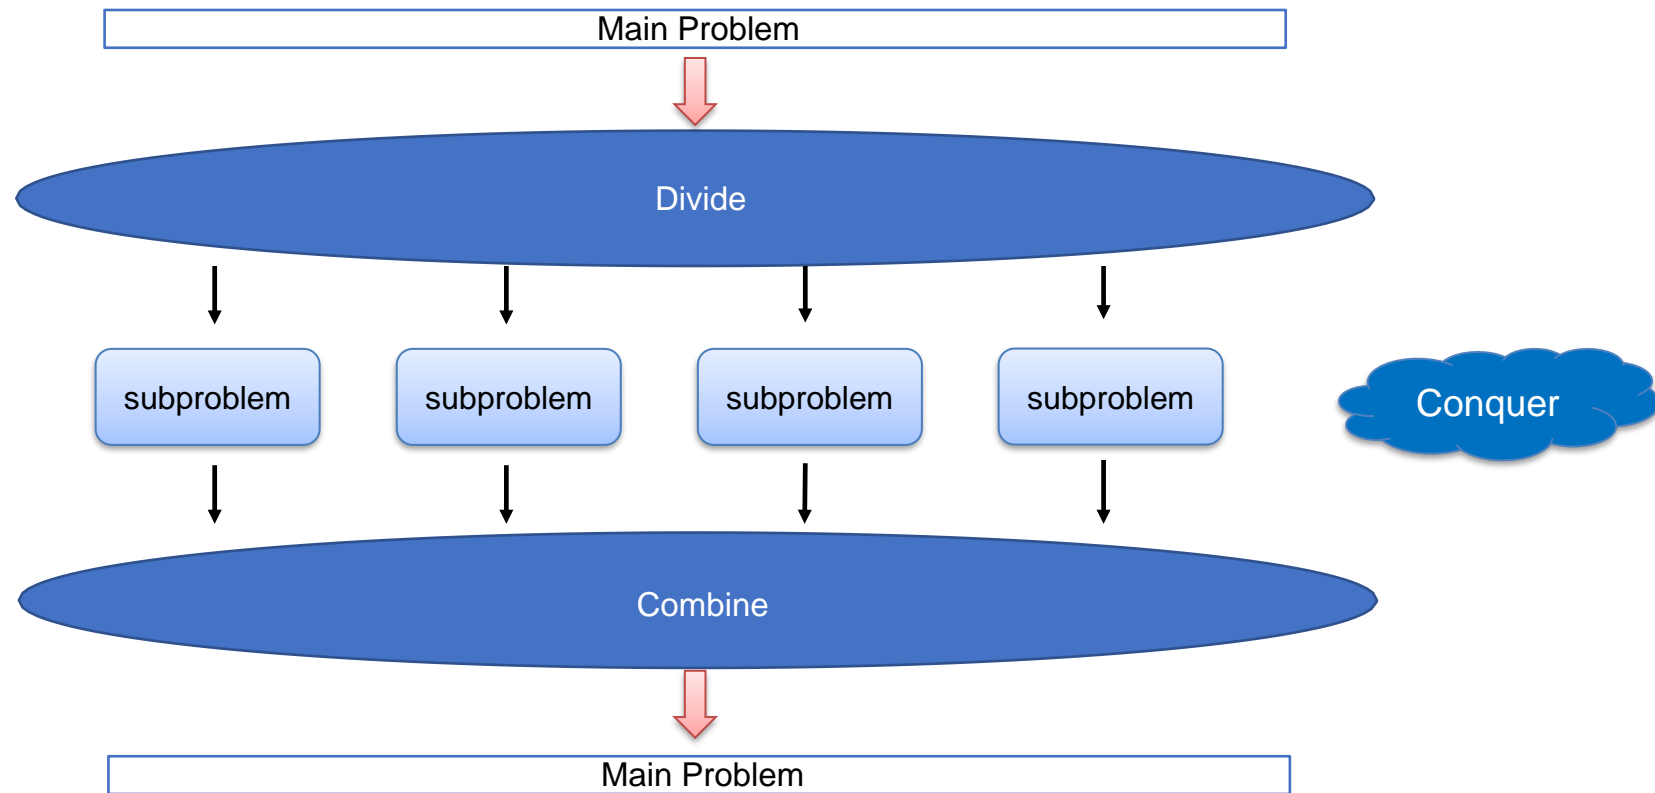 Main Problem
Divide
subproblem
subproblem
subproblem
subproblem
Conquer
Combine
Main Problem